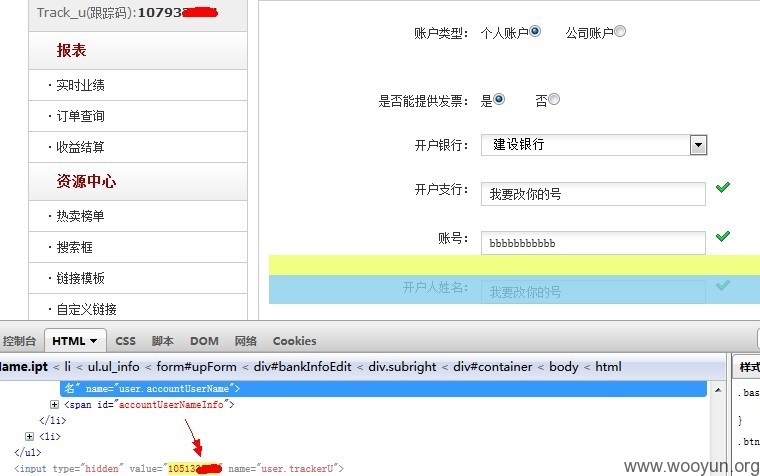 Track_u(跟踪码):107937
报表
· 实时业绩
· 订单查询
· 收益结算
资源中心
· 热卖榜单
· 搜索框
· 链接模板
· 自定义链接
账户类型： 个人账户 公司账户
是否能提供发票： 是 否
开户银行： 建设银行
开户支行： 我要改你的号
账号： bbbbbbbbbbb
开户人姓名： 我要改你的号
控制台 HTML CSS 脚本 DOM 网络 Cookies
lame.ipt < li < ul.ul_info < form#upForm < div#bankInfoEdit < div.subright < div#container < body < html
样式
名" name="user.accountUserName">
<span id="accountUserNameInfo">
</li>
<li>
</ul>
<input type="hidden" value="10513 " name="user.trackerU">
.bas
}
.btn
www.wooyun.org